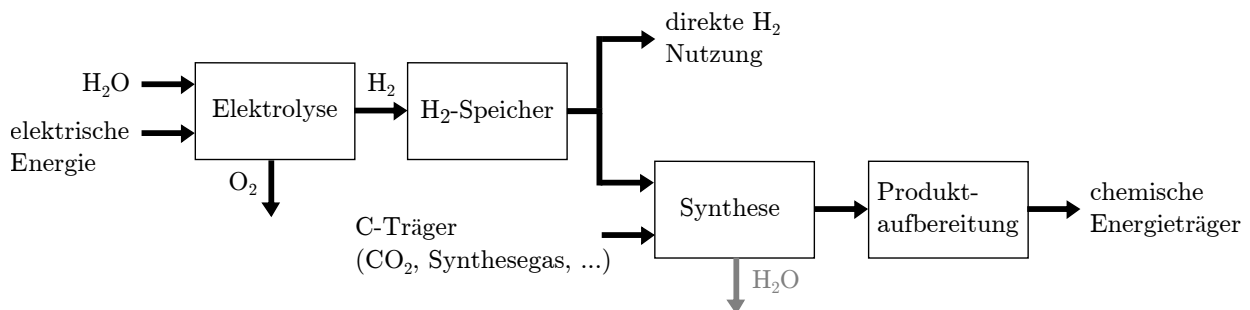 direkte H₂
Nutzung
H₂O
elektrische
Energie
Elektrolyse
O₂
H₂
H₂-Speicher
C-Träger
(CO₂, Synthesegas, ...)
Synthese
H₂O
Produkt-
aufbereitung
chemische
Energieträger